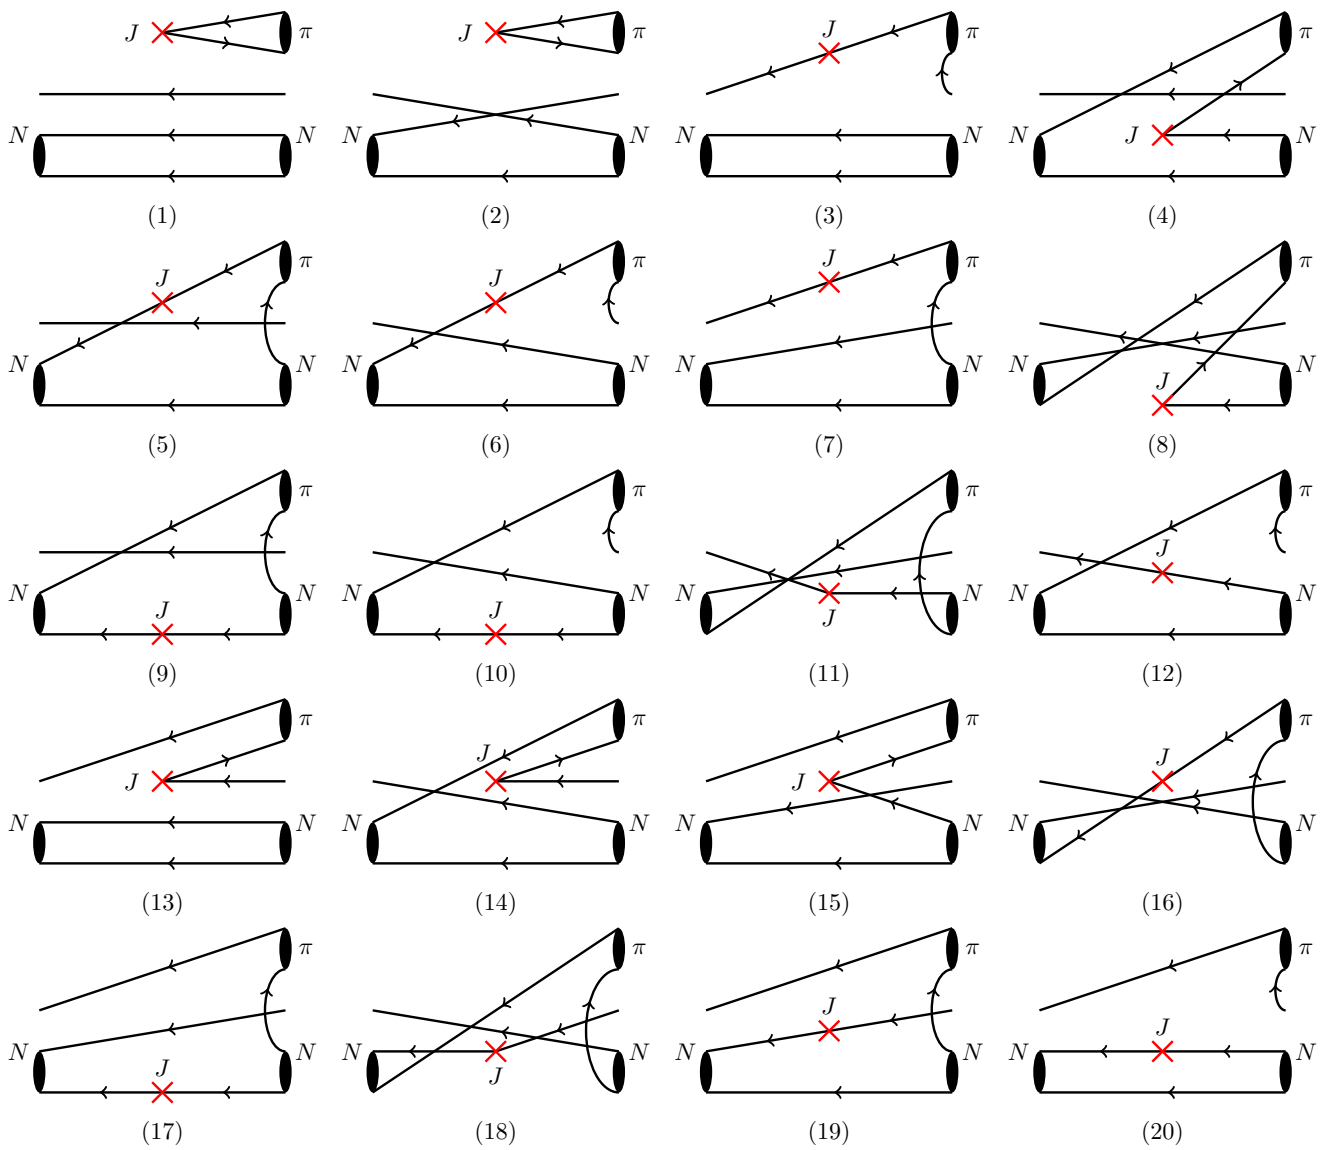 J π J π J π π
N N N N N N N J N
(1) (2) (3) (4)
J π J π J π π
N N N N N N N J N
(5) (6) (7) (8)
π π π J π
N J N N J N N J N N N
(9) (10) (11) (12)
J π J π J π J π
N N N N N N N N
(13) (14) (15) (16)
π π J π J π
N J N N J N N N N N
(17) (18) (19) (20)